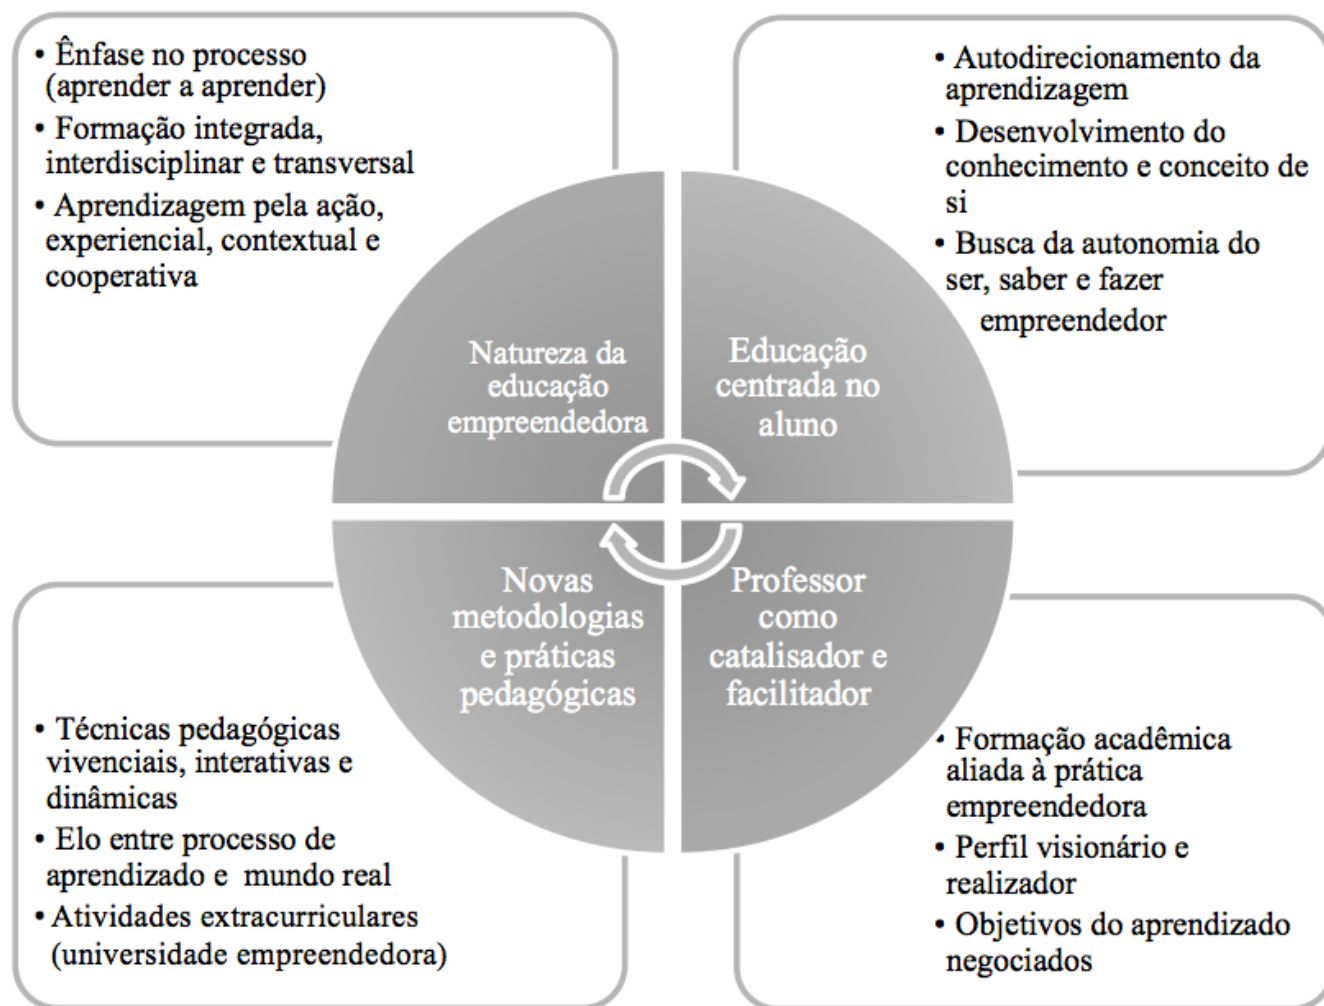 • Ênfase no processo
(aprender a aprender)
• Formação integrada,
interdisciplinar e transversal
• Aprendizagem pela ação,
experiencial, contextual e
cooperativa
• Autodirecionamento da
aprendizagem
• Desenvolvimento do
conhecimento e conceito de
si
• Busca da autonomia do
ser, saber e fazer
empreendedor
Natureza da
educação
empreendedora
Educação
centrada no
aluno
Novas
metodologias
e práticas
pedagógicas
Professor
como
catalisador e
facilitador
• Técnicas pedagógicas
vivenciais, interativas e
dinâmicas
• Elo entre processo de
aprendizado e mundo real
• Atividades extracurriculares
(universidade empreendedora)
• Formação acadêmica
aliada à prática
empreendedora
• Perfil visionário e
realizador
• Objetivos do aprendizado
negociados